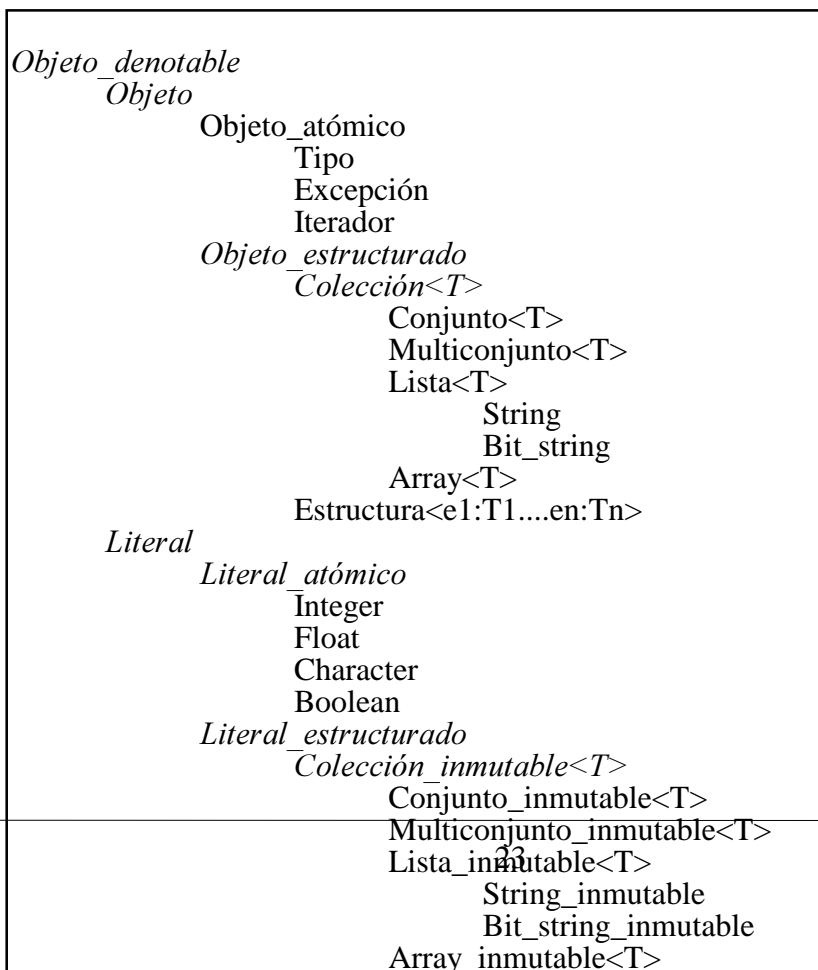 Objeto_denotable
Objeto
Objeto_atómico
Tipo
Excepción
Iterador
Objeto_estructurado
Colección<T>
Conjunto<T>
Multiconjunto<T>
Lista<T>
String
Bit_string
Array<T>
Estructura<e1:T1....en:Tn>
Literal
Literal_atómico
Integer
Float
Character
Boolean
Literal_estructurado
Colección_inmutable<T>
Conjunto_inmutable<T>
Multiconjunto_inmutable<T>
Lista_inmutable<T>
23
String_inmutable
Bit_string_inmutable
Array_inmutable<T>